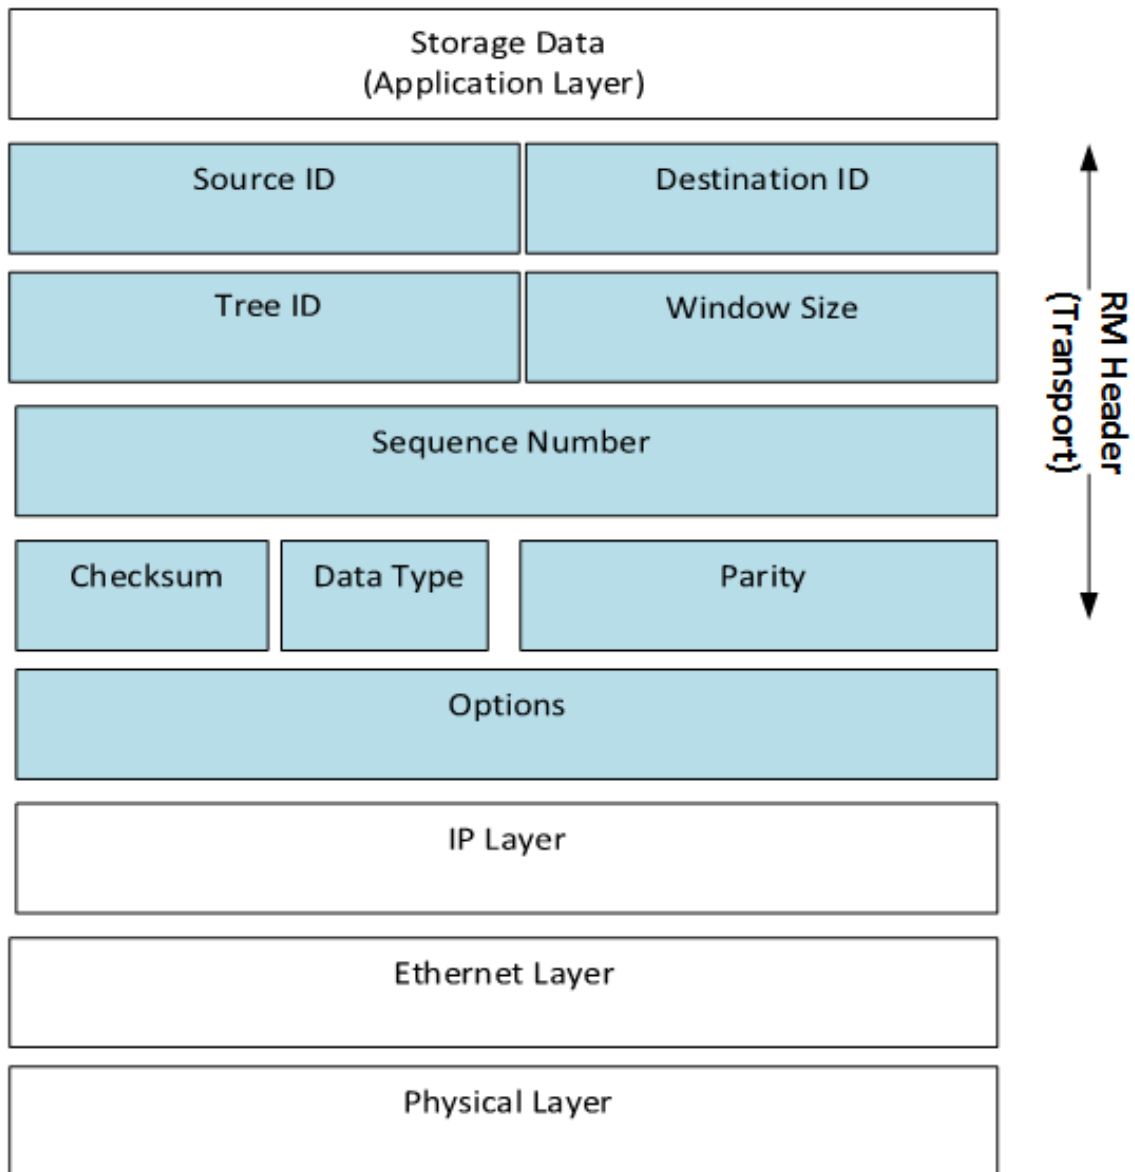 Storage Data
(Application Layer)
Source ID
Destination ID
Tree ID
Window Size
RM Header
(Transport)
Sequence Number
Checksum
Data Type
Parity
Options
IP Layer
Ethernet Layer
Physical Layer